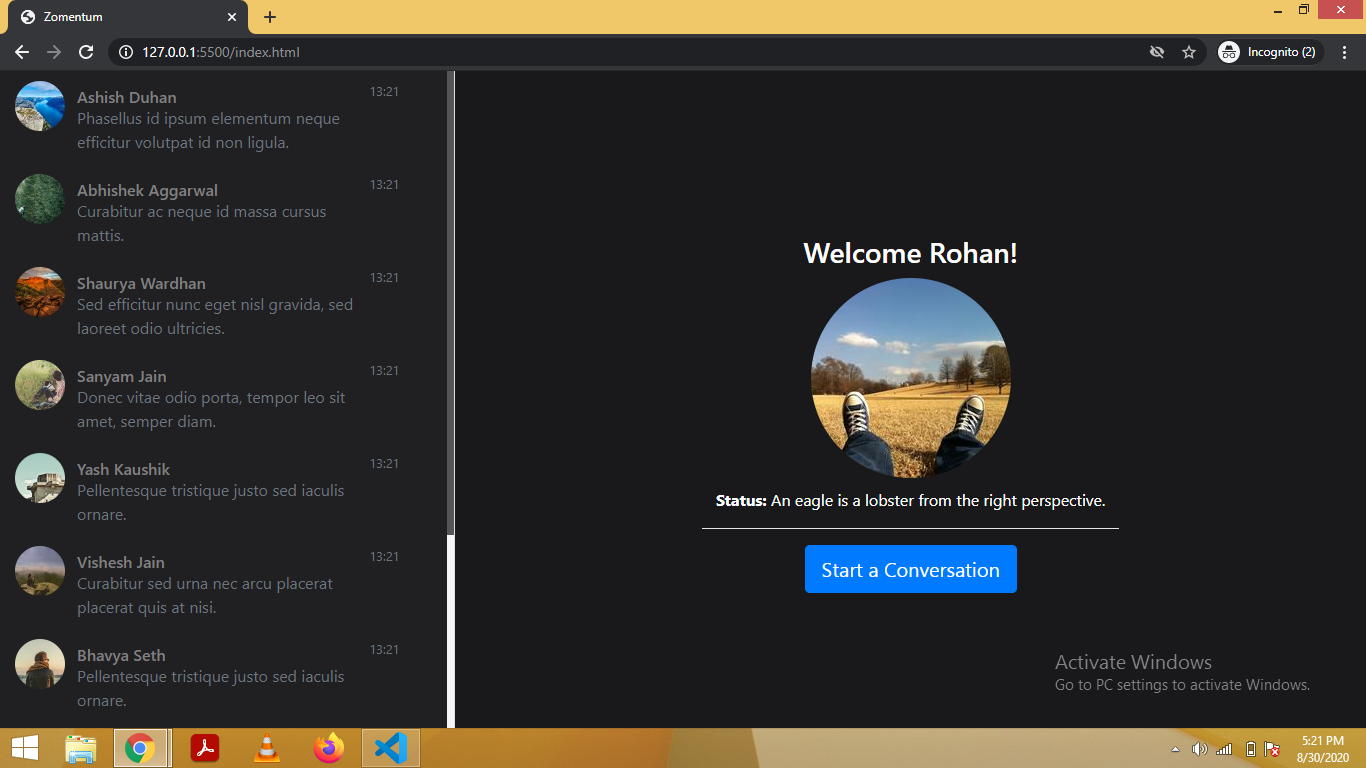 Zomentum
127.0.0.1:5500/index.html
Incognito (2)
Ashish Duhan
13:21
Phasellus id ipsum elementum neque
efficitur volutpat id non ligula.
Abhishek Aggarwal
13:21
Curabitur ac neque id massa cursus
mattis.
Shaurya Wardhan
13:21
Sed efficitur nunc eget nisl gravida, sed
laoreet odio ultricies.
Sanyam Jain
13:21
Donec vitae odio porta, tempor leo sit
amet, semper diam.
Yash Kaushik
13:21
Pellentesque tristique justo sed iaculis
ornare.
Vishesh Jain
13:21
Curabitur sed urna nec arcu placerat
placerat quis at nisi.
Bhavya Seth
13:21
Pellentesque tristique justo sed iaculis
ornare.
Welcome Rohan!
Status: An eagle is a lobster from the right perspective.
Start a Conversation
Activate Windows
Go to PC settings to activate Windows.
5:21 PM
8/30/2020